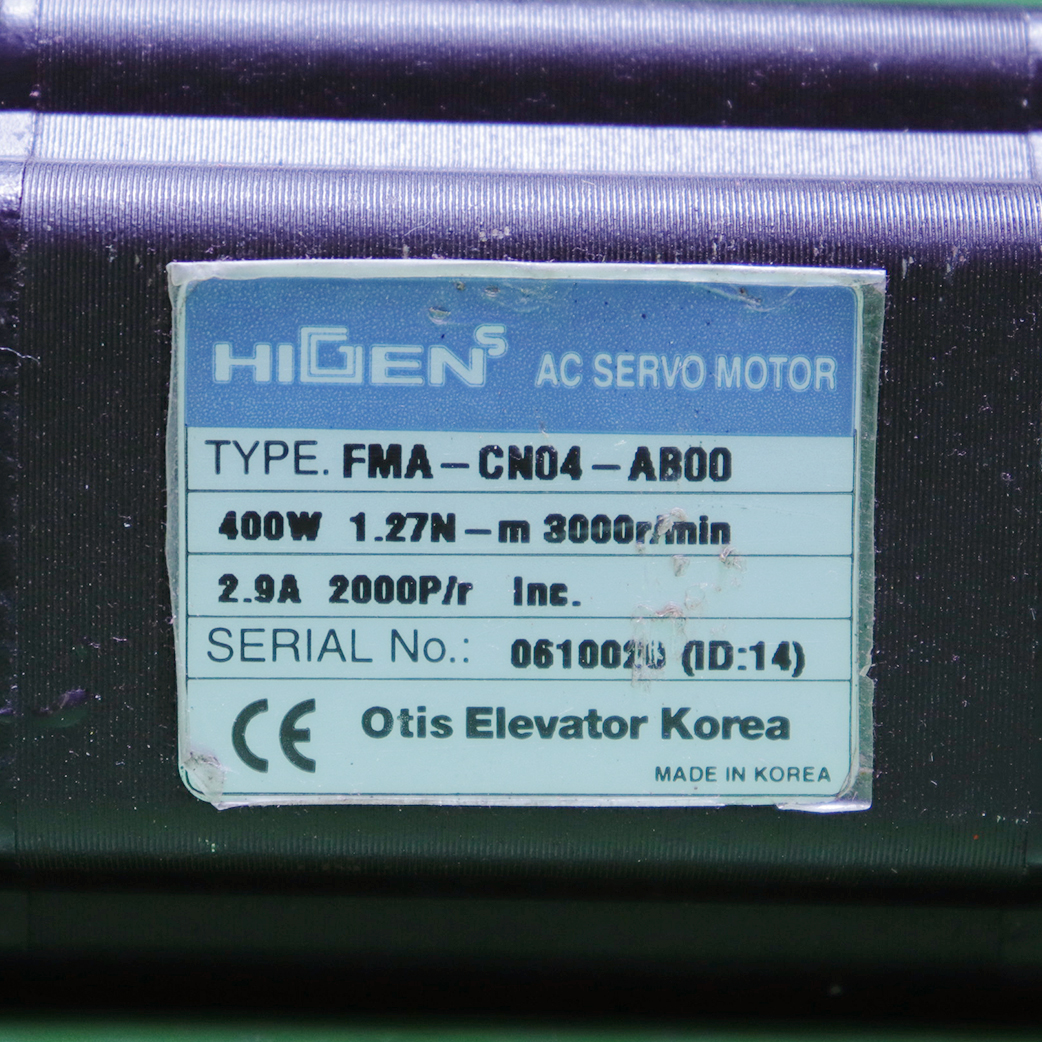 HIGEN S AC SERVO MOTOR
TYPE. FMA-CN04-AB00
400W 1.27N-m 3000r/min
2.9A 2000P/r Inc.
SERIAL No.: (ID:14)
CE Otis Elevator Korea
MADE IN KOREA